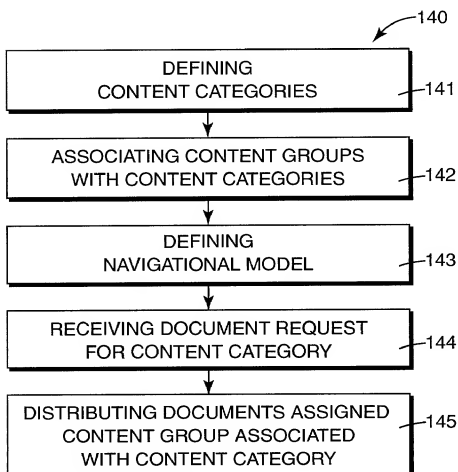 140
DEFINING
CONTENT CATEGORIES
141
ASSOCIATING CONTENT GROUPS
WITH CONTENT CATEGORIES
142
DEFINING
NAVIGATIONAL MODEL
143
RECEIVING DOCUMENT REQUEST
FOR CONTENT CATEGORY
144
DISTRIBUTING DOCUMENTS ASSIGNED
CONTENT GROUP ASSOCIATED
WITH CONTENT CATEGORY
145